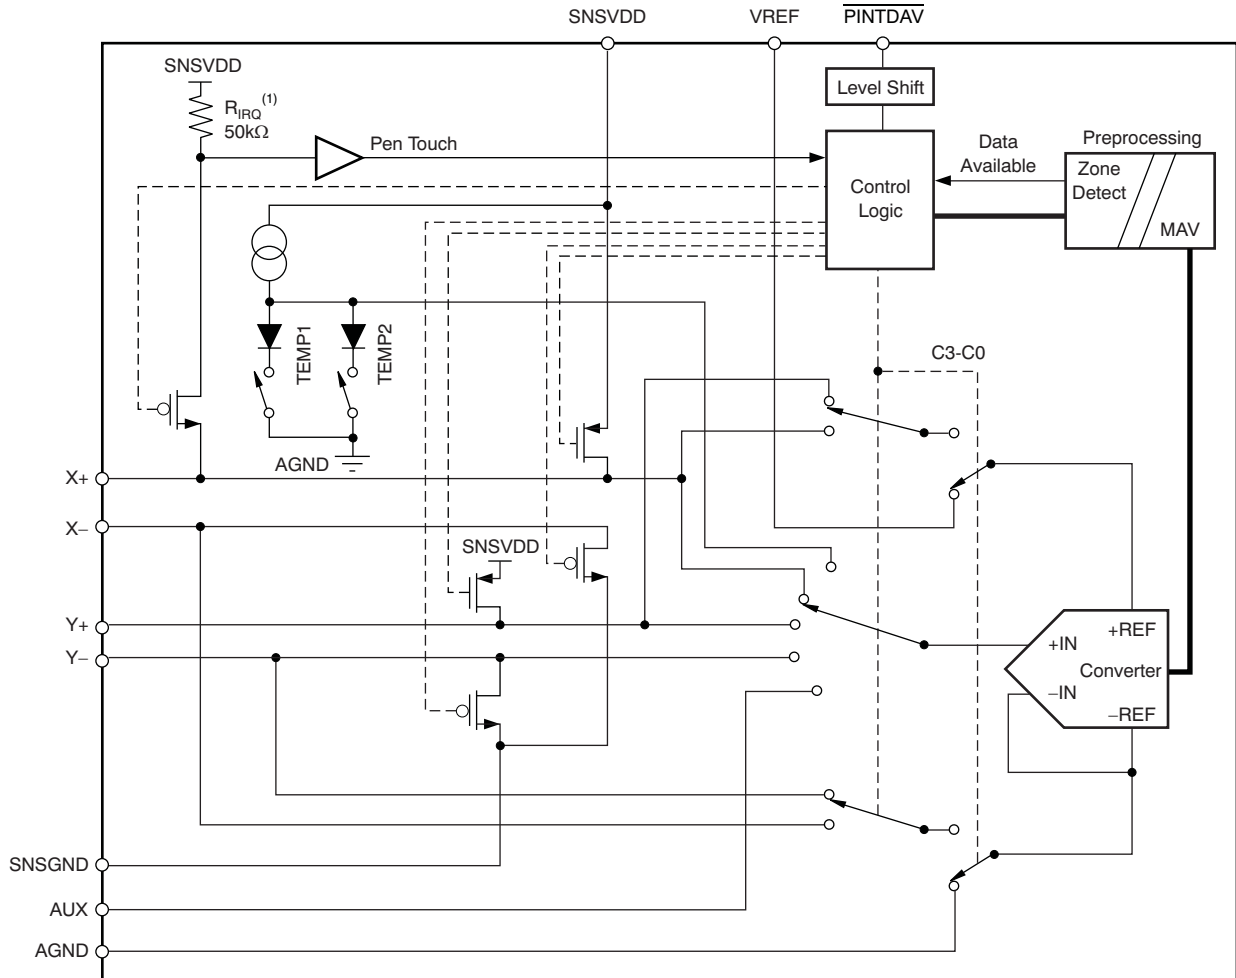 SNSVDD
VREF
PINTDAV
SNSVDD
RIRQ(1)
50kΩ
Level Shift
Pen Touch
Control
Logic
Data
Available
Preprocessing
Zone
Detect
MAV
TEMP1
TEMP2
C3-C0
AGND
X+
X–
SNSVDD
Y+
Y–
+IN
+REF
Converter
–IN
–REF
SNSGND
AUX
AGND